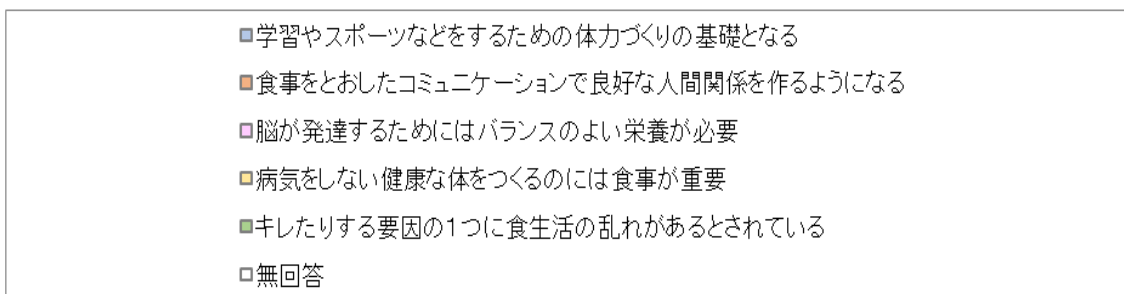 学習やスポーツなどをするための体力づくりの基礎となる
食事をとおしたコミュニケーションで良好な人間関係を作るようになる
脳が発達するためにはバランスのよい栄養が必要
病気をしない健康な体をつくるのには食事が重要
キレたりする要因の1つに食生活の乱れがあるとされている
無回答